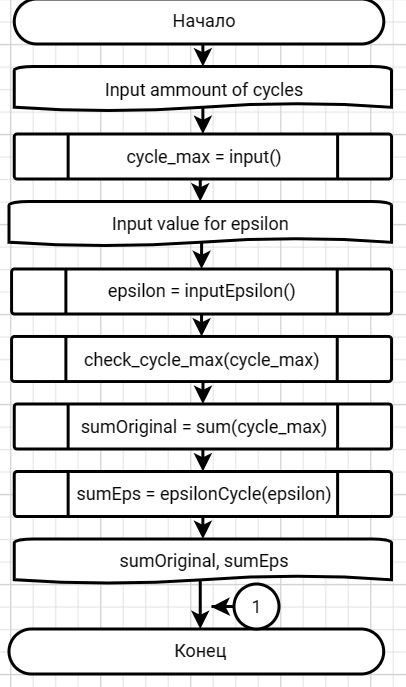 Начало
Input ammount of cycles
cycle_max = input()
Input value for epsilon
epsilon = inputEpsilon()
check_cycle_max(cycle_max)
sumOriginal = sum(cycle_max)
sumEps = epsilonCycle(epsilon)
sumOriginal, sumEps
1
Конец